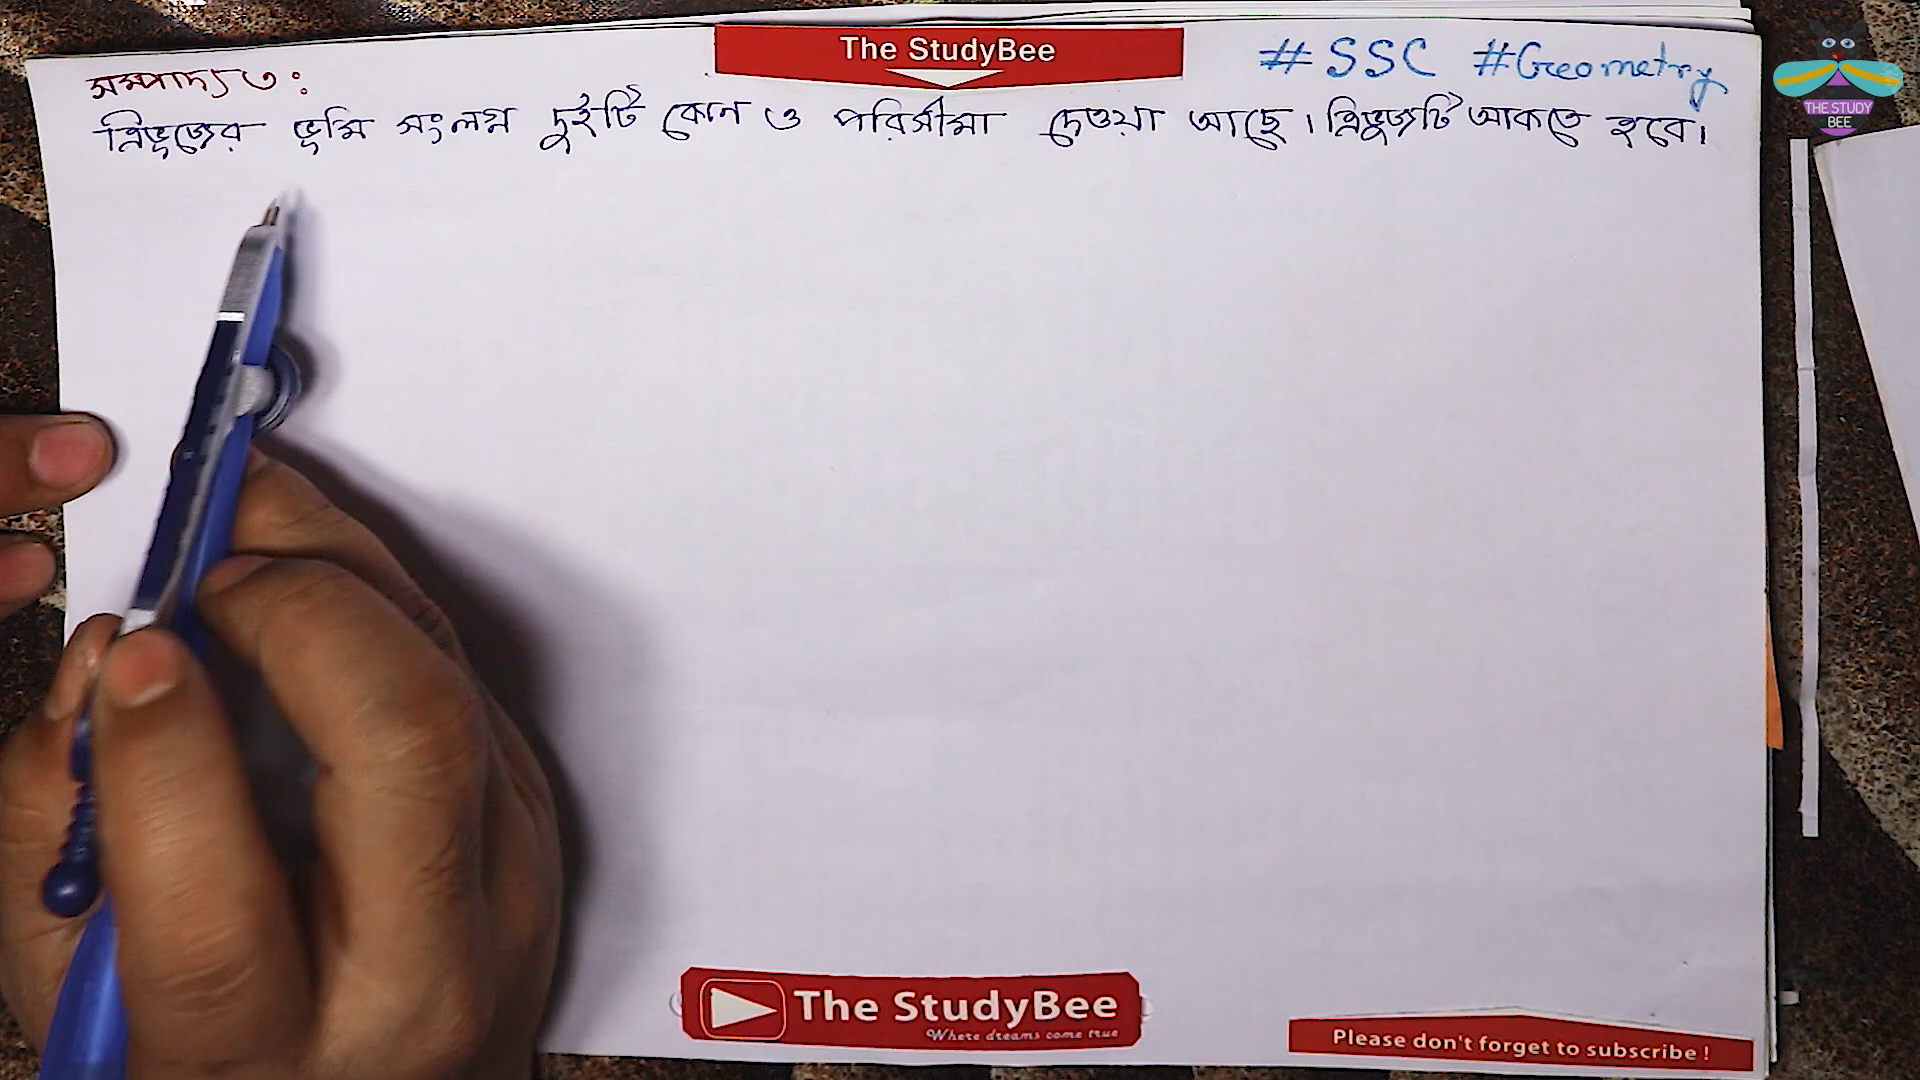 The StudyBee
#SSC #Geometry
THE STUDY
BEE
সম্পাদ্য ৩:
ত্রিভুজের ভূমি সংলগ্ন দুইটি কোন ও পরিসীমা দেওয়া আছে। ত্রিভুজটি আকতে হবে।
The StudyBee
Where dreams come true
Please don't forget to subscribe !